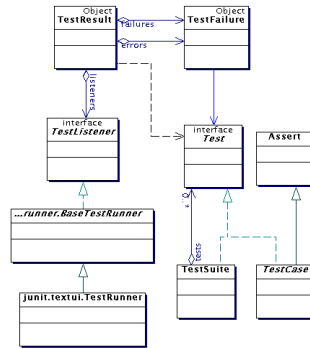 Object
TestResult
Object
TestFailure
failures
errors
listeners
interface
TestListener
interface
Test
Assert
...runner.BaseTestRunner
0..*
tests
junit.textui.TestRunner
TestSuite
TestCase